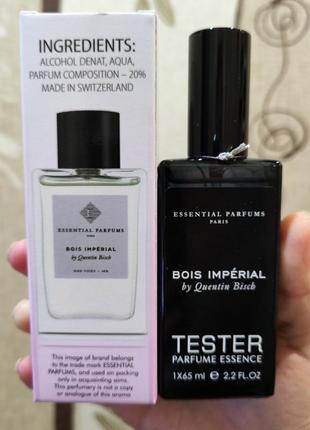 INGREDIENTS:
ALCOHOL DENAT, AQUA,
PARFUM COMPOSITION – 20%
MADE IN SWITZERLAND
ESSENTIAL PARFUMS
PARIS
BOIS IMPÉRIAL
by Quentin Bisch
This image of brand belongs
to the trade mark ESSENTIAL
PARFUMS, and used on packing
only in acquainting aims.
This perfumery is not a copy
or analogue of this aroma
ESSENTIAL PARFUMS
PARIS
BOIS IMPÉRIAL
by Quentin Bisch
TESTER
PARFUME ESSENCE
1X65 ml e 2.2 FL.OZ